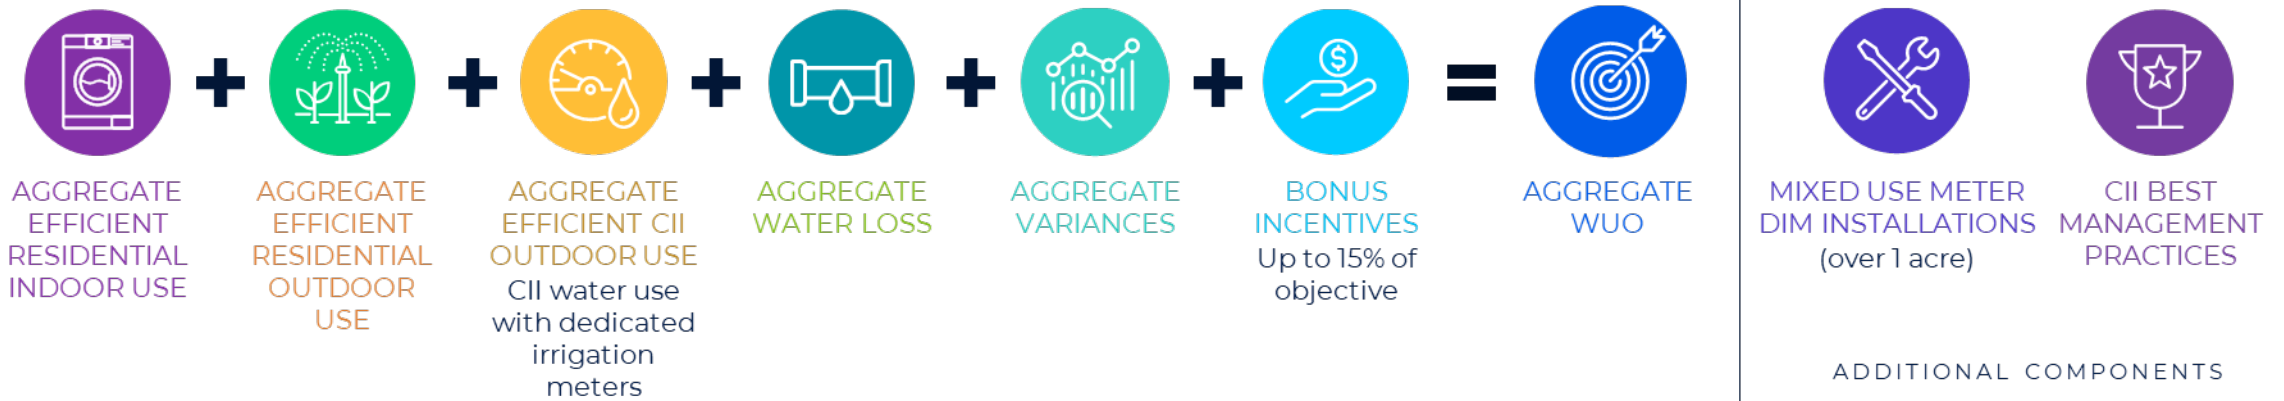 AGGREGATE
EFFICIENT
RESIDENTIAL
INDOOR USE
AGGREGATE
EFFICIENT
RESIDENTIAL
OUTDOOR
USE
AGGREGATE
EFFICIENT CII
OUTDOOR USE
CII water use
with dedicated
irrigation
meters
AGGREGATE
WATER LOSS
AGGREGATE
VARIANCES
$
BONUS
INCENTIVES
Up to 15% of
objective
AGGREGATE
WUO
MIXED USE METER
DIM INSTALLATIONS
(over 1 acre)
CII BEST
MANAGEMENT
PRACTICES
ADDITIONAL COMPONENTS